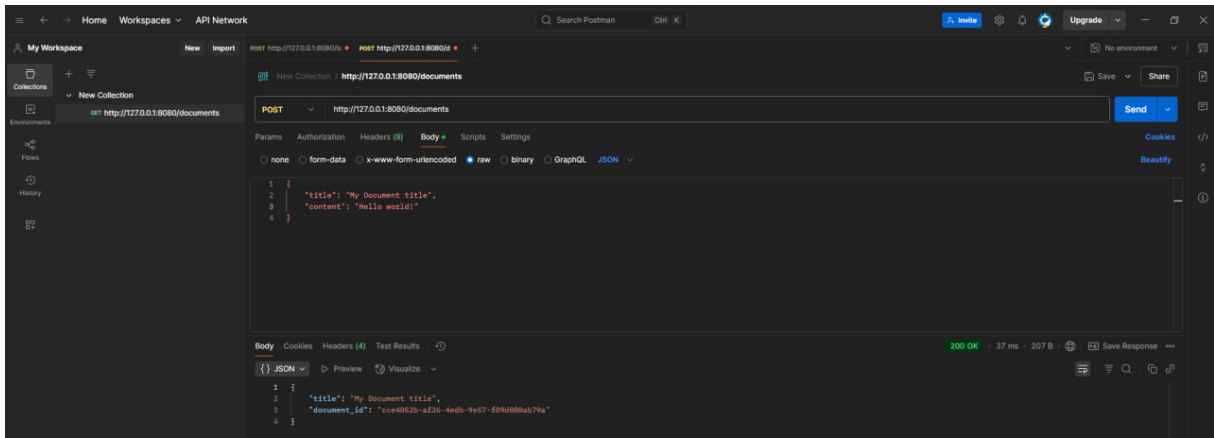 Home Workspaces API Network Search Postman Ctrl K Invite Upgrade
My Workspace New Import POST http://127.0.0.1:8080/tc POST http://127.0.0.1:8080/d No environment
Collections
New Collection / http://127.0.0.1:8080/documents Save Share
New Collection
GET http://127.0.0.1:8080/documents
POST http://127.0.0.1:8080/documents Send
Environments
Params Authorization Headers (9) Body Scripts Settings Cookies
Flows
none form-data x-www-form-urlencoded raw binary GraphQL JSON Beautify
History
1 {
2 "title": "My Document title",
3 "content": "Hello world!"
4 }
Body Cookies Headers (4) Test Results 200 OK 37 ms 207 B Save Response
{} JSON Preview Visualize
1 {
2 "title": "My Document title",
3 "document_id": "cce4852b-af26-4edb-9e67-f89d088ab79a"
4 }